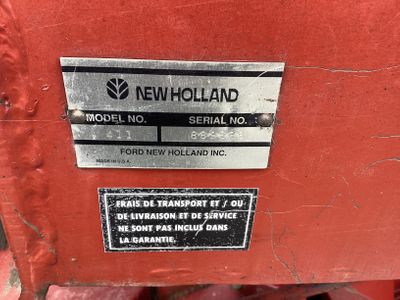 NEW HOLLAND
MODEL NO. SERIAL NO.
411
FORD NEW HOLLAND INC.
MADE IN U.S.A.
FRAIS DE TRANSPORT ET / OU
DE LIVRAISON ET DE SERVICE
NE SONT PAS INCLUS DANS
LA GARANTIE.